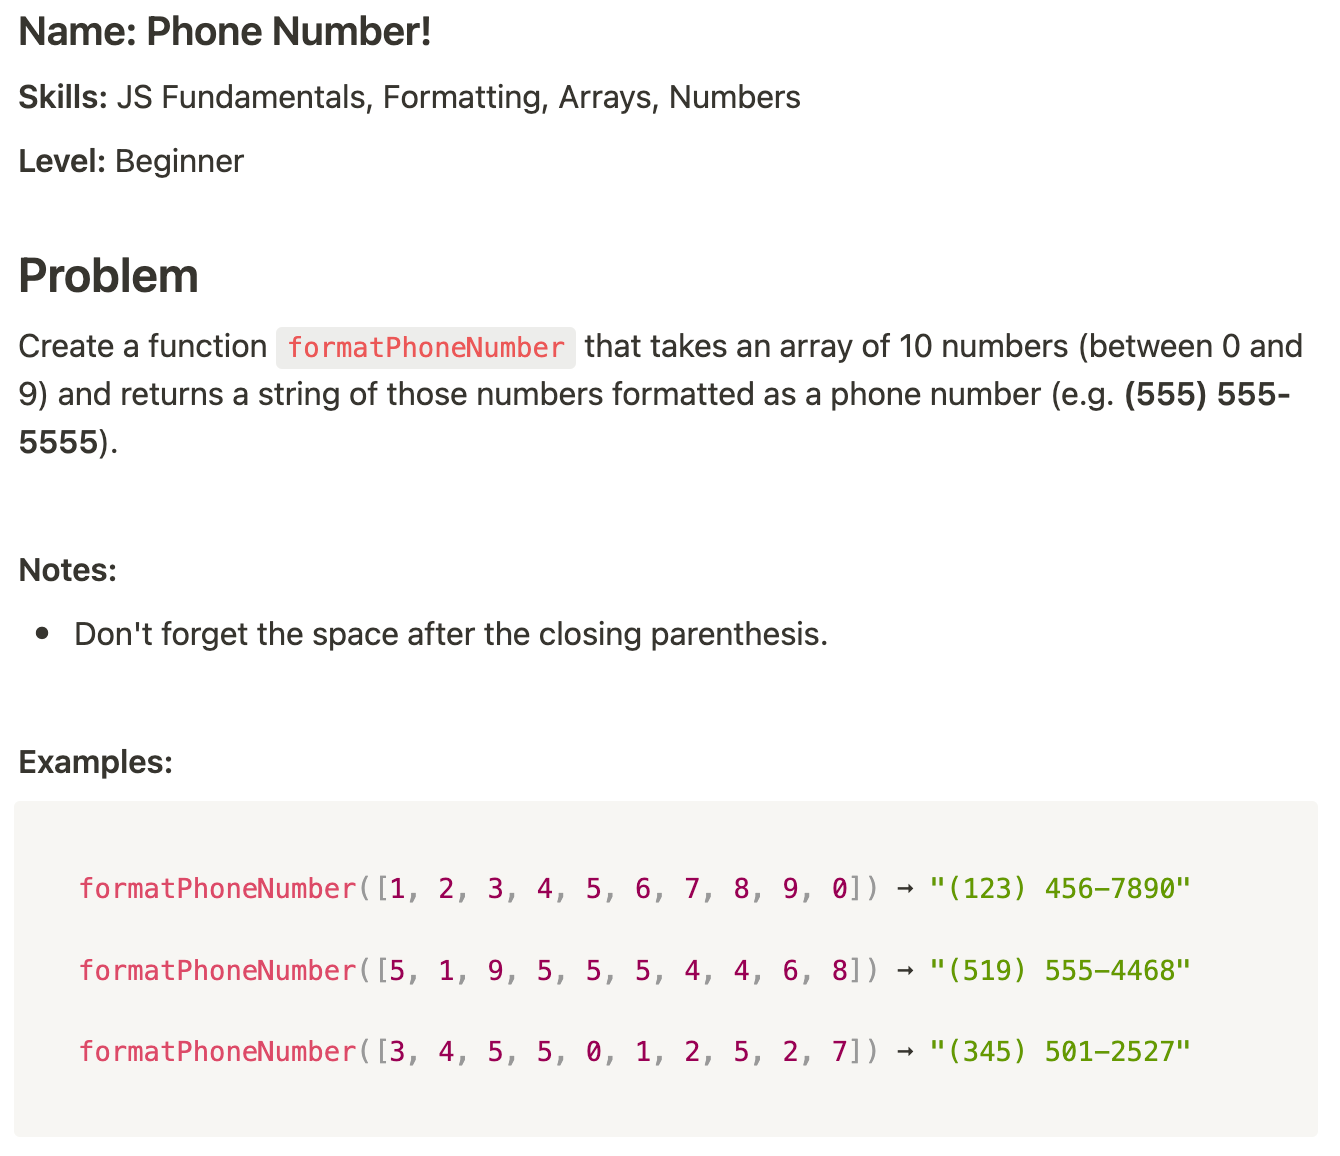 Name: Phone Number!
Skills: JS Fundamentals, Formatting, Arrays, Numbers
Level: Beginner
Problem
Create a function formatPhoneNumber that takes an array of 10 numbers (between 0 and
9) and returns a string of those numbers formatted as a phone number (e.g. (555) 555-
5555).
Notes:
• Don't forget the space after the closing parenthesis.
Examples:
formatPhoneNumber([1, 2, 3, 4, 5, 6, 7, 8, 9, 0]) → "(123) 456-7890"
formatPhoneNumber([5, 1, 9, 5, 5, 5, 4, 4, 6, 8]) → "(519) 555-4468"
formatPhoneNumber([3, 4, 5, 5, 0, 1, 2, 5, 2, 7]) → "(345) 501-2527"